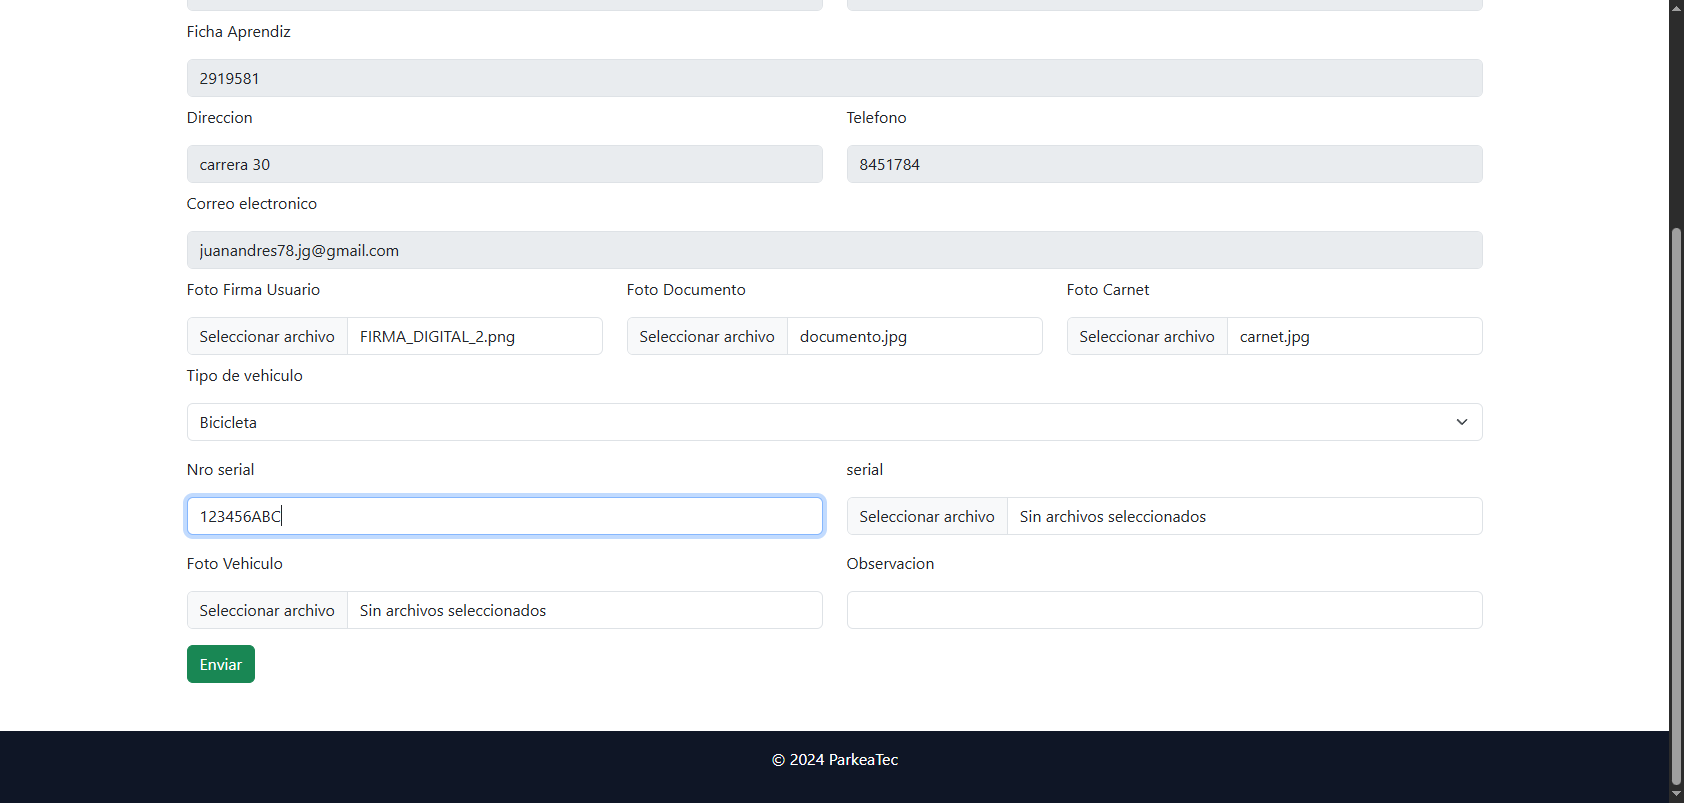 Ficha Aprendiz
2919581
Direccion Telefono
carrera 30 8451784
Correo electronico
juanandres78.jg@gmail.com
Foto Firma Usuario Foto Documento Foto Carnet
Seleccionar archivo FIRMA_DIGITAL_2.png Seleccionar archivo documento.jpg Seleccionar archivo carnet.jpg
Tipo de vehiculo
Bicicleta
Nro serial serial
123456ABC Seleccionar archivo Sin archivos seleccionados
Foto Vehiculo Observacion
Seleccionar archivo Sin archivos seleccionados
Enviar
© 2024 ParkeaTec